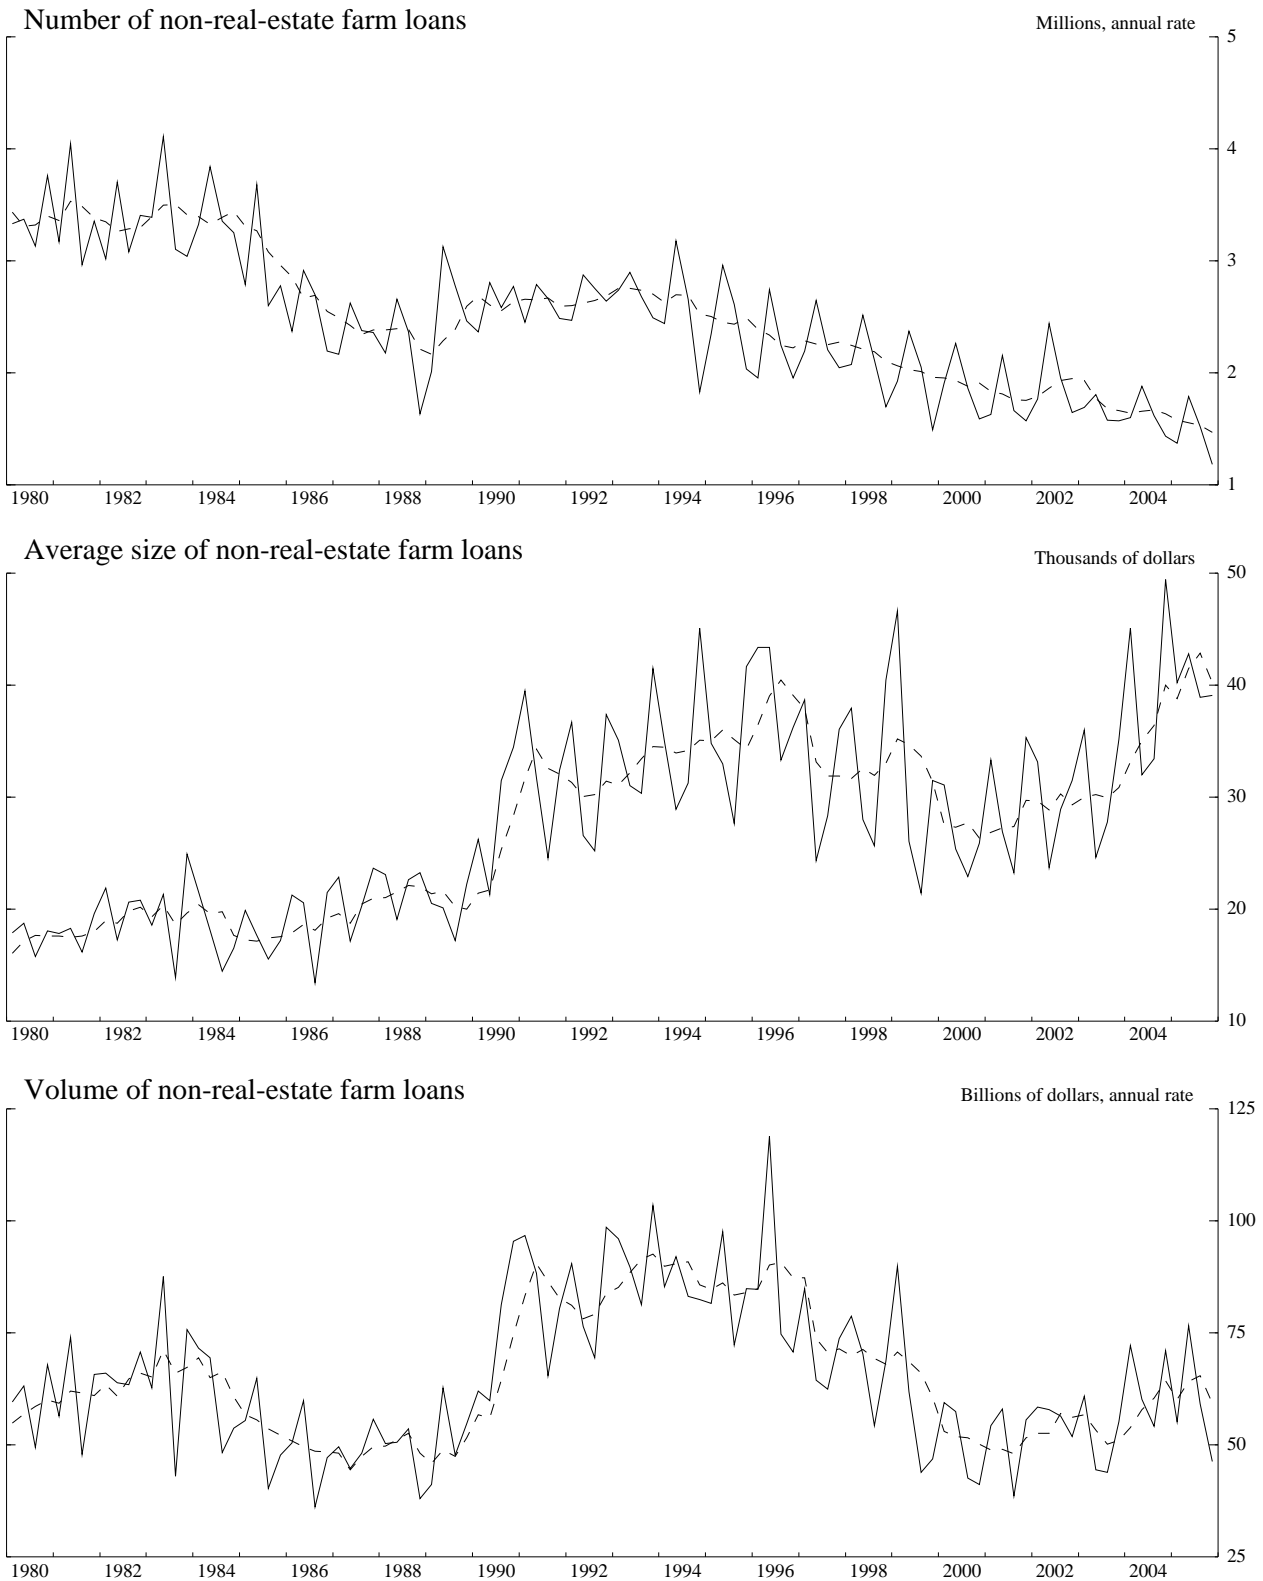 Number of non-real-estate farm loans
Millions, annual rate
5
4
3
2
1
1980 1982 1984 1986 1988 1990 1992 1994 1996 1998 2000 2002 2004
Average size of non-real-estate farm loans
Thousands of dollars
50
40
30
20
10
1980 1982 1984 1986 1988 1990 1992 1994 1996 1998 2000 2002 2004
Volume of non-real-estate farm loans
Billions of dollars, annual rate
125
100
75
50
25
1980 1982 1984 1986 1988 1990 1992 1994 1996 1998 2000 2002 2004